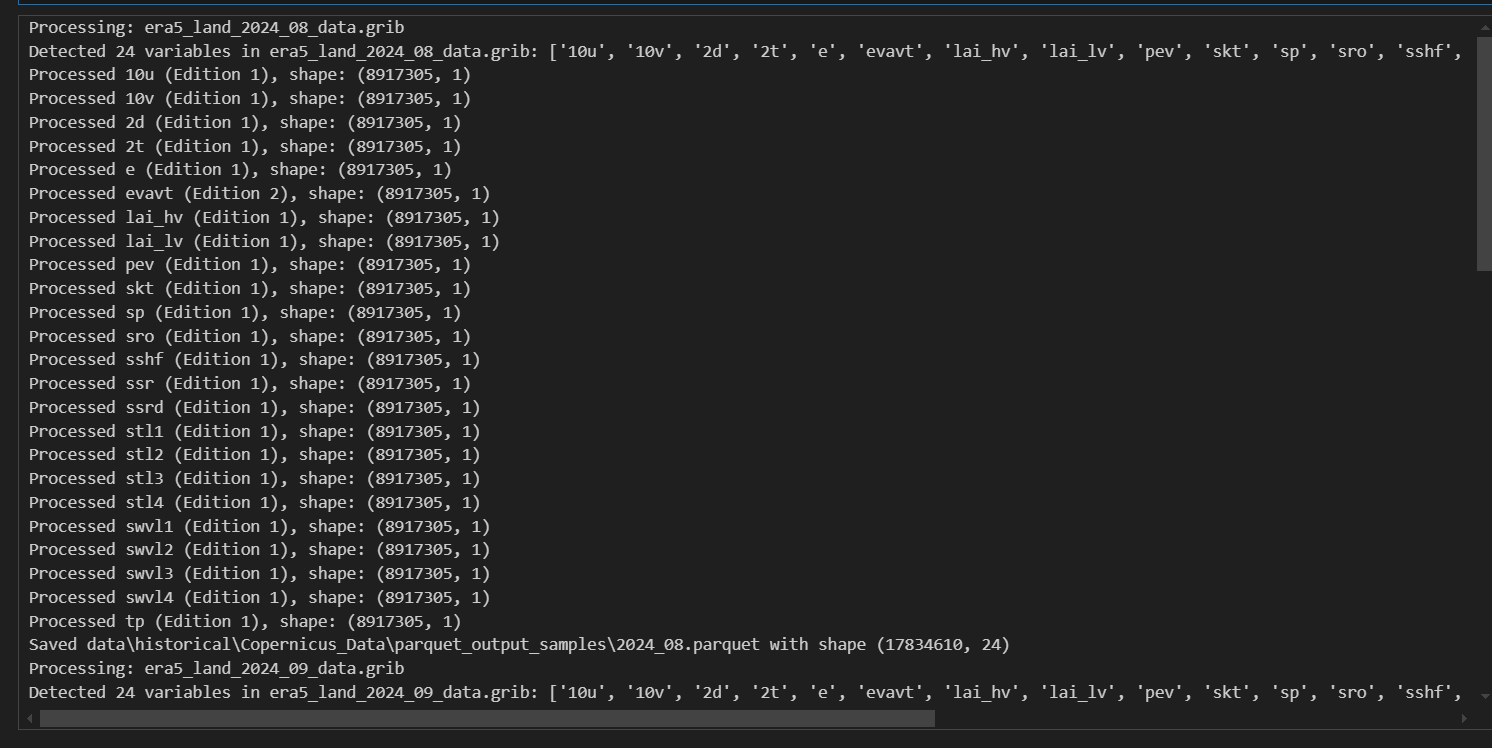 Processing: era5_land_2024_08_data.grib
Detected 24 variables in era5_land_2024_08_data.grib: ['10u', '10v', '2d', '2t', 'e', 'evavt', 'lai_hv', 'lai_lv', 'pev', 'skt', 'sp', 'sro', 'sshf',
Processed 10u (Edition 1), shape: (8917305, 1)
Processed 10v (Edition 1), shape: (8917305, 1)
Processed 2d (Edition 1), shape: (8917305, 1)
Processed 2t (Edition 1), shape: (8917305, 1)
Processed e (Edition 1), shape: (8917305, 1)
Processed evavt (Edition 2), shape: (8917305, 1)
Processed lai_hv (Edition 1), shape: (8917305, 1)
Processed lai_lv (Edition 1), shape: (8917305, 1)
Processed pev (Edition 1), shape: (8917305, 1)
Processed skt (Edition 1), shape: (8917305, 1)
Processed sp (Edition 1), shape: (8917305, 1)
Processed sro (Edition 1), shape: (8917305, 1)
Processed sshf (Edition 1), shape: (8917305, 1)
Processed ssr (Edition 1), shape: (8917305, 1)
Processed ssrd (Edition 1), shape: (8917305, 1)
Processed stl1 (Edition 1), shape: (8917305, 1)
Processed stl2 (Edition 1), shape: (8917305, 1)
Processed stl3 (Edition 1), shape: (8917305, 1)
Processed stl4 (Edition 1), shape: (8917305, 1)
Processed swvl1 (Edition 1), shape: (8917305, 1)
Processed swvl2 (Edition 1), shape: (8917305, 1)
Processed swvl3 (Edition 1), shape: (8917305, 1)
Processed swvl4 (Edition 1), shape: (8917305, 1)
Processed tp (Edition 1), shape: (8917305, 1)
Saved data\historical\Copernicus_Data\parquet_output_samples\2024_08.parquet with shape (17834610, 24)
Processing: era5_land_2024_09_data.grib
Detected 24 variables in era5_land_2024_09_data.grib: ['10u', '10v', '2d', '2t', 'e', 'evavt', 'lai_hv', 'lai_lv', 'pev', 'skt', 'sp', 'sro', 'sshf',